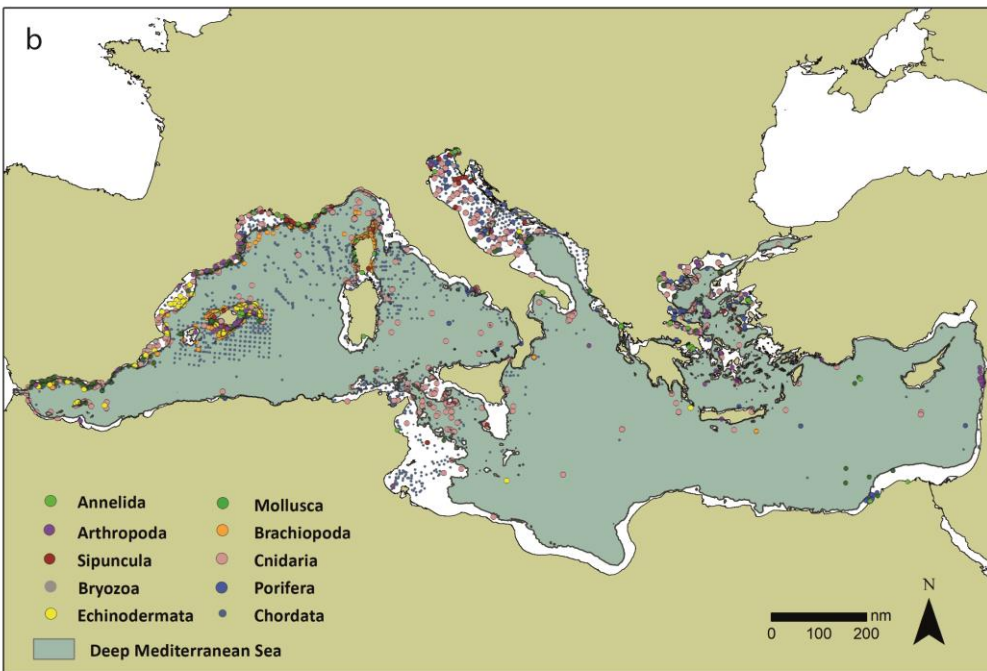 b
Annelida
Mollusca
Arthropoda
Brachiopoda
Sipuncula
Cnidaria
Bryozoa
Porifera
Echinodermata
Chordata
Deep Mediterranean Sea
N
nm
0 100 200